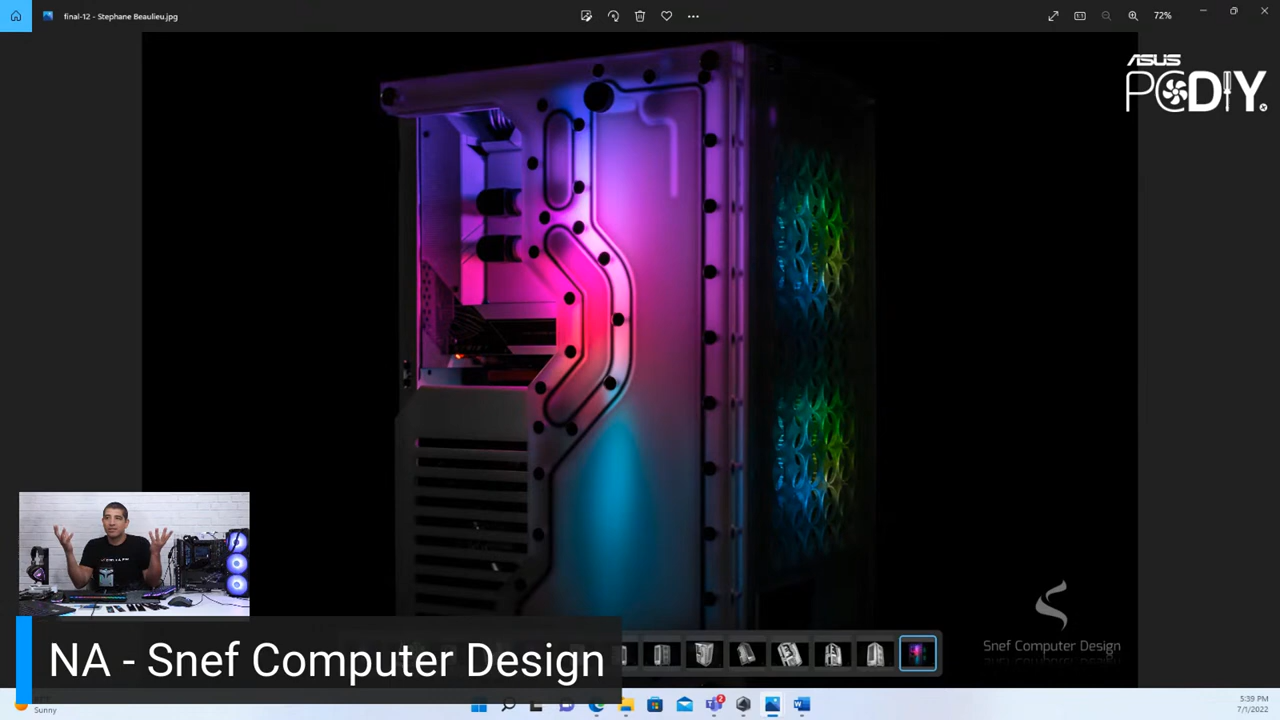 final-12 - Stephane Beaulieu.jpg
72%
ASUS
PCDIY.
Snef Computer Design
NA - Snef Computer Design
Sunny
5:39 PM
7/1/2022